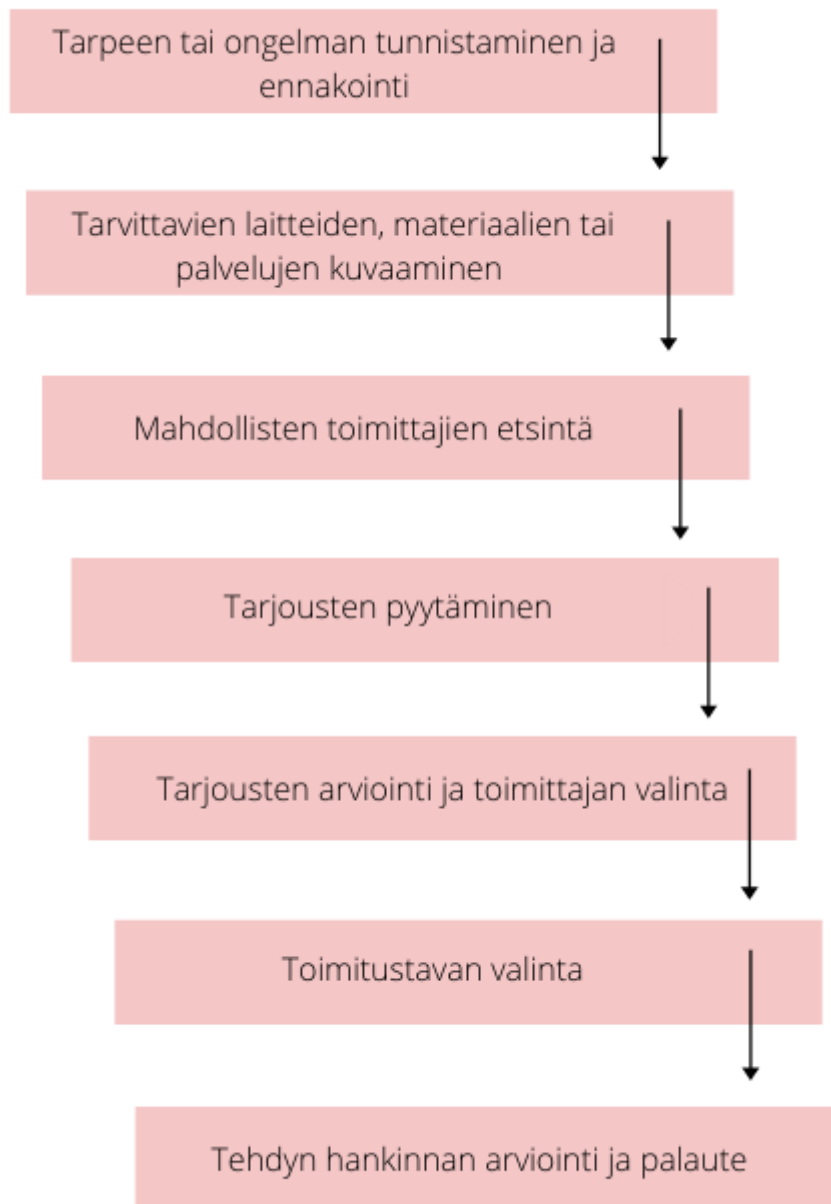 Tarpeen tai ongelman tunnistaminen ja
ennakointi
Tarvittavien laitteiden, materiaalien tai
palvelujen kuvaaminen
Mahdollisten toimittajien etsintä
Tarjousten pyytäminen
Tarjousten arviointi ja toimittajan valinta
Toimitustavan valinta
Tehdyn hankinnan arviointi ja palaute